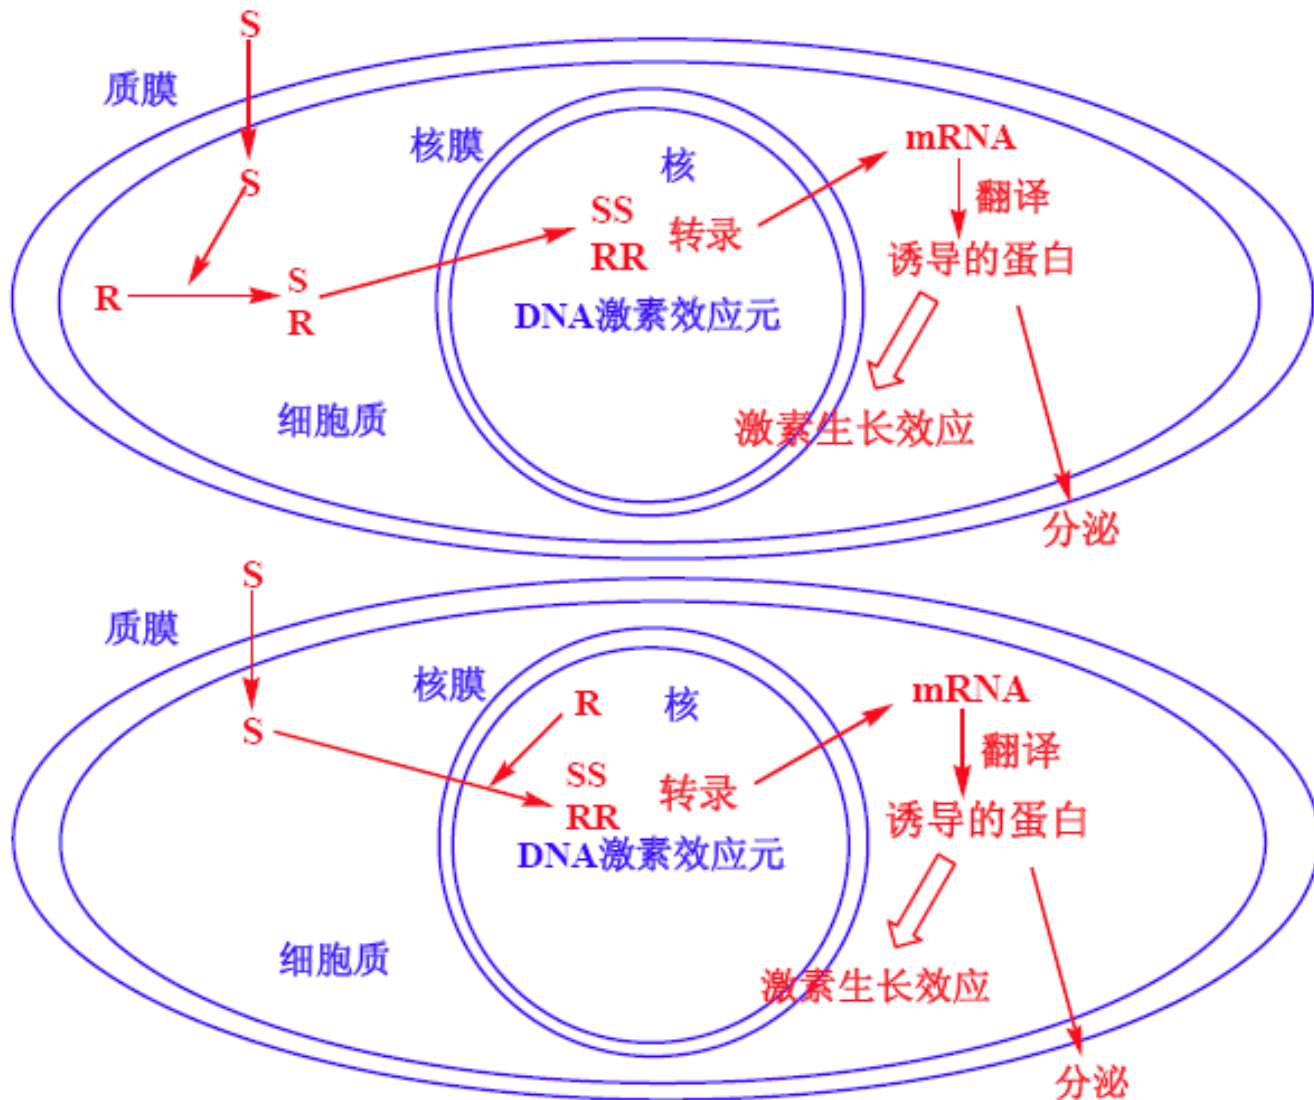 S
质膜
核膜
核
mRNA
S
翻译
SS
RR
转录
诱导的蛋白
R
S
R
DNA激素效应元
细胞质
激素生长效应
分泌
S
质膜
核膜
R
核
mRNA
S
翻译
SS
RR
转录
诱导的蛋白
DNA激素效应元
细胞质
激素生长效应
分泌